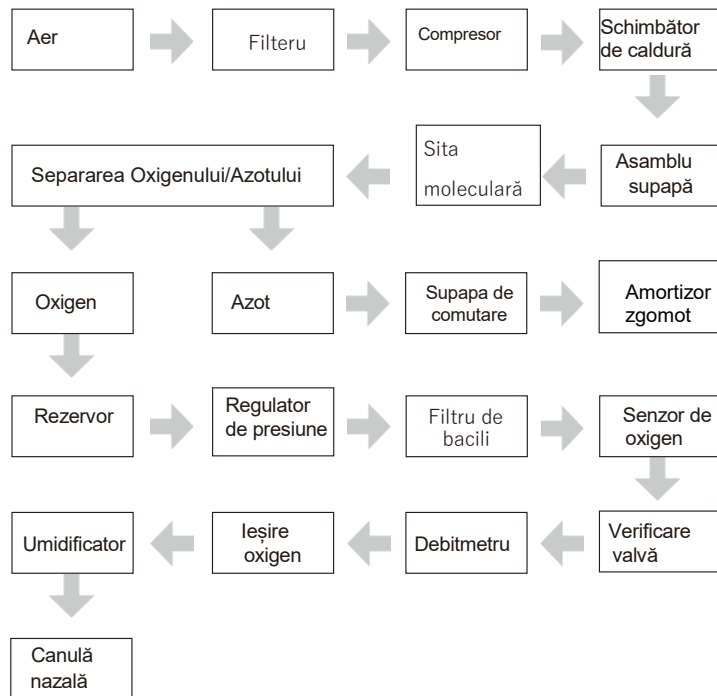 Aer
Filteru
Compresor
Schimbător
de caldură
Separarea Oxigenului/Azotului
Sita
moleculară
Asamblu
supapă
Oxigen
Azot
Supapa de
comutare
Amortizor
zgomot
Rezervor
Regulator
de presiune
Filtru de
bacili
Senzor de
oxigen
Umidificator
Ieșire
oxigen
Debitmetru
Verificare
valvă
Canulă
nazală